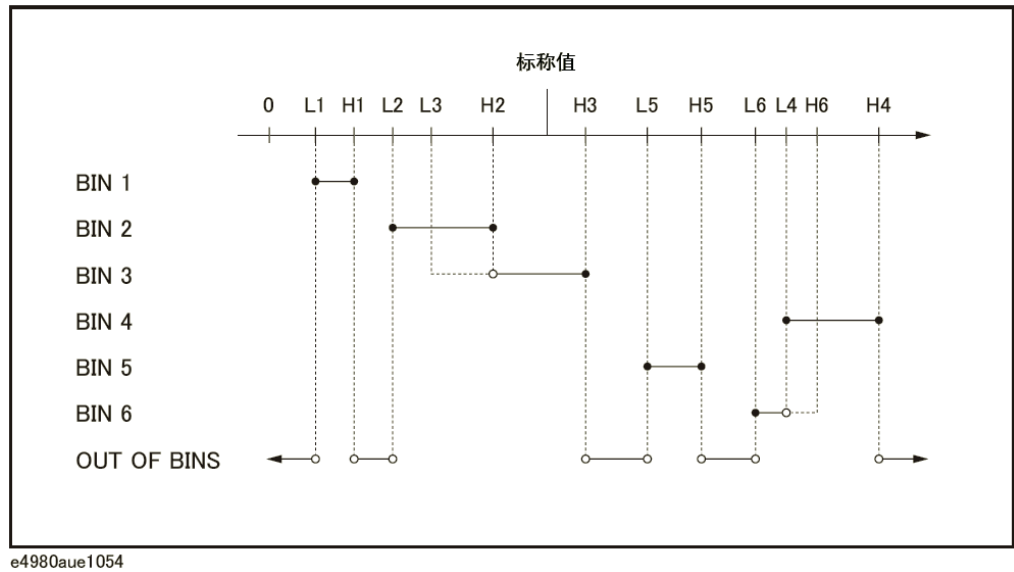 标称值
0 L1 H1 L2 L3 H2 H3 L5 H5 L6 L4 H6 H4
BIN 1
BIN 2
BIN 3
BIN 4
BIN 5
BIN 6
OUT OF BINS
e4980aue1054